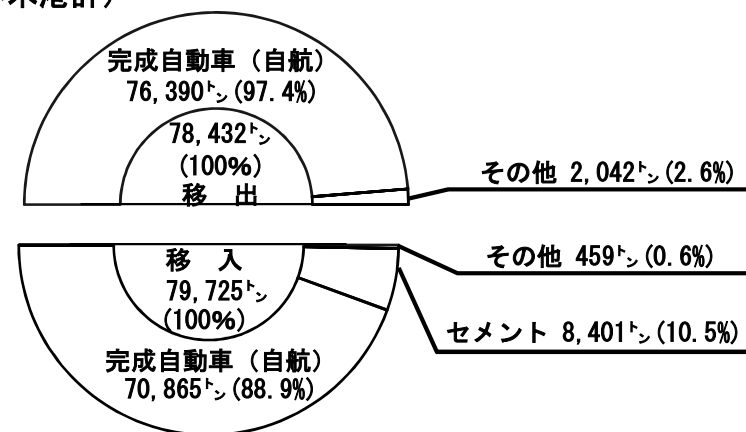 完成自動車（自航）
76,390㌧(97.4%)
78,432㌧
(100%)
移　出
その他 2,042㌧(2.6%)
移　入
79,725㌧
(100%)
その他 459㌧(0.6%)
セメント 8,401㌧(10.5%)
完成自動車（自航）
70,865㌧(88.9%)